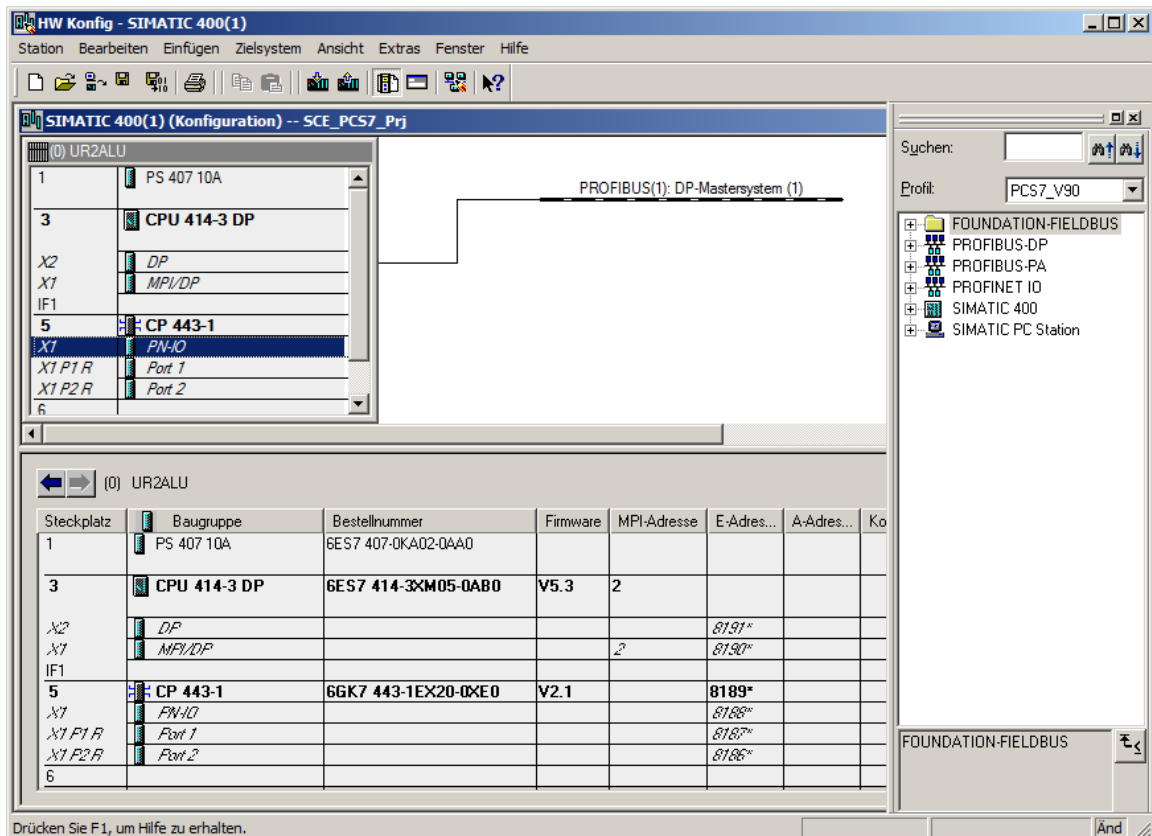 HW Konfig - SIMATIC 400(1)
Station Bearbeiten Einfügen Zielsystem Ansicht Extras Fenster Hilfe
SIMATIC 400(1) (Konfiguration) -- SCE_PCS7_Prj
(0) UR2ALU
1 PS 407 10A
3 CPU 414-3 DP
X2 DP
X1 MPI/DP
IF1
5 CP 443-1
X1 PN-IO
X1 P1 R Port 1
X1 P2 R Port 2
6
PROFIBUS(1): DP-Mastersystem (1)
Suchen:
Profil: PCS7_V90
FOUNDATION-FIELDBUS
PROFIBUS-DP
PROFIBUS-PA
PROFINET IO
SIMATIC 400
SIMATIC PC Station
(0) UR2ALU
Steckplatz Baugruppe Bestellnummer Firmware MPI-Adresse E-Adres... A-Adres... Ko
1 PS 407 10A 6ES7 407-0KA02-0AA0
3 CPU 414-3 DP 6ES7 414-3XM05-0AB0 V5.3 2
X2 DP 8191*
X1 MPI/DP 2 8190*
IF1
5 CP 443-1 6GK7 443-1EX20-0XE0 V2.1 8189*
X1 PN-IO 8188*
X1 P1 R Port 1 8187*
X1 P2 R Port 2 8186*
6
FOUNDATION-FIELDBUS
Drücken Sie F1, um Hilfe zu erhalten.
Änd